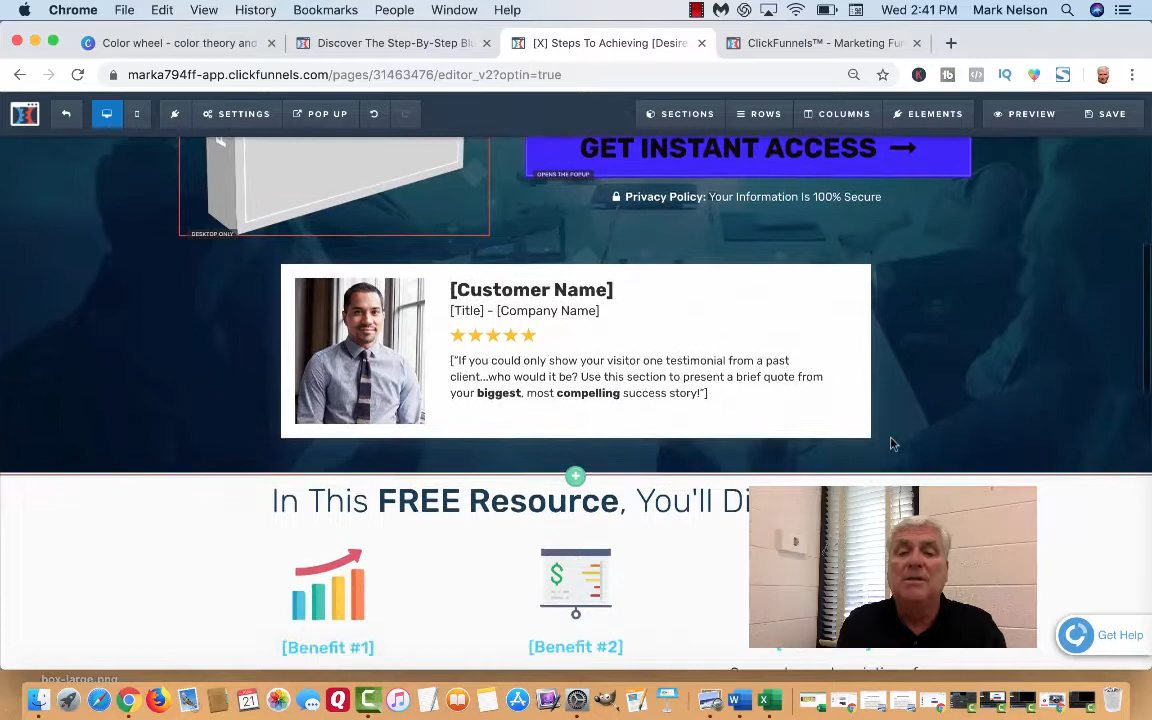 Chrome File Edit View History Bookmarks People Window Help Wed 2:41 PM Mark Nelson
Color wheel - color theory and
Discover The Step-By-Step Blu
[X] Steps To Achieving [Desire
ClickFunnels™ - Marketing Fun
marka794ff-app.clickfunnels.com/pages/31463476/editor_v2?optin=true
SETTINGS POP UP SECTIONS ROWS COLUMNS ELEMENTS PREVIEW SAVE
GET INSTANT ACCESS →
OPENS THE POPUP
Privacy Policy: Your Information Is 100% Secure
DESKTOP ONLY
[Customer Name]
[Title] - [Company Name]
["If you could only show your visitor one testimonial from a past
client...who would it be? Use this section to present a brief quote from
your biggest, most compelling success story!"]
In This FREE Resource, You'll Di
[Benefit #1]
[Benefit #2]
Get Help
box-large.png